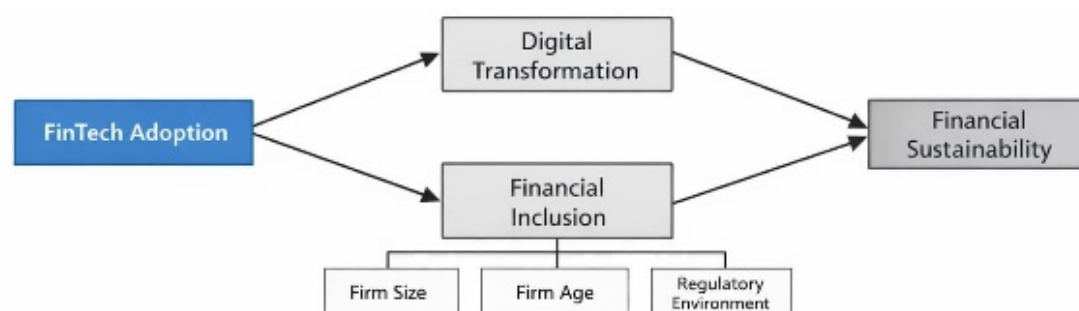 Digital
Transformation
FinTech Adoption
Financial
Sustainability
Financial
Inclusion
Firm Size
Firm Age
Regulatory
Environment